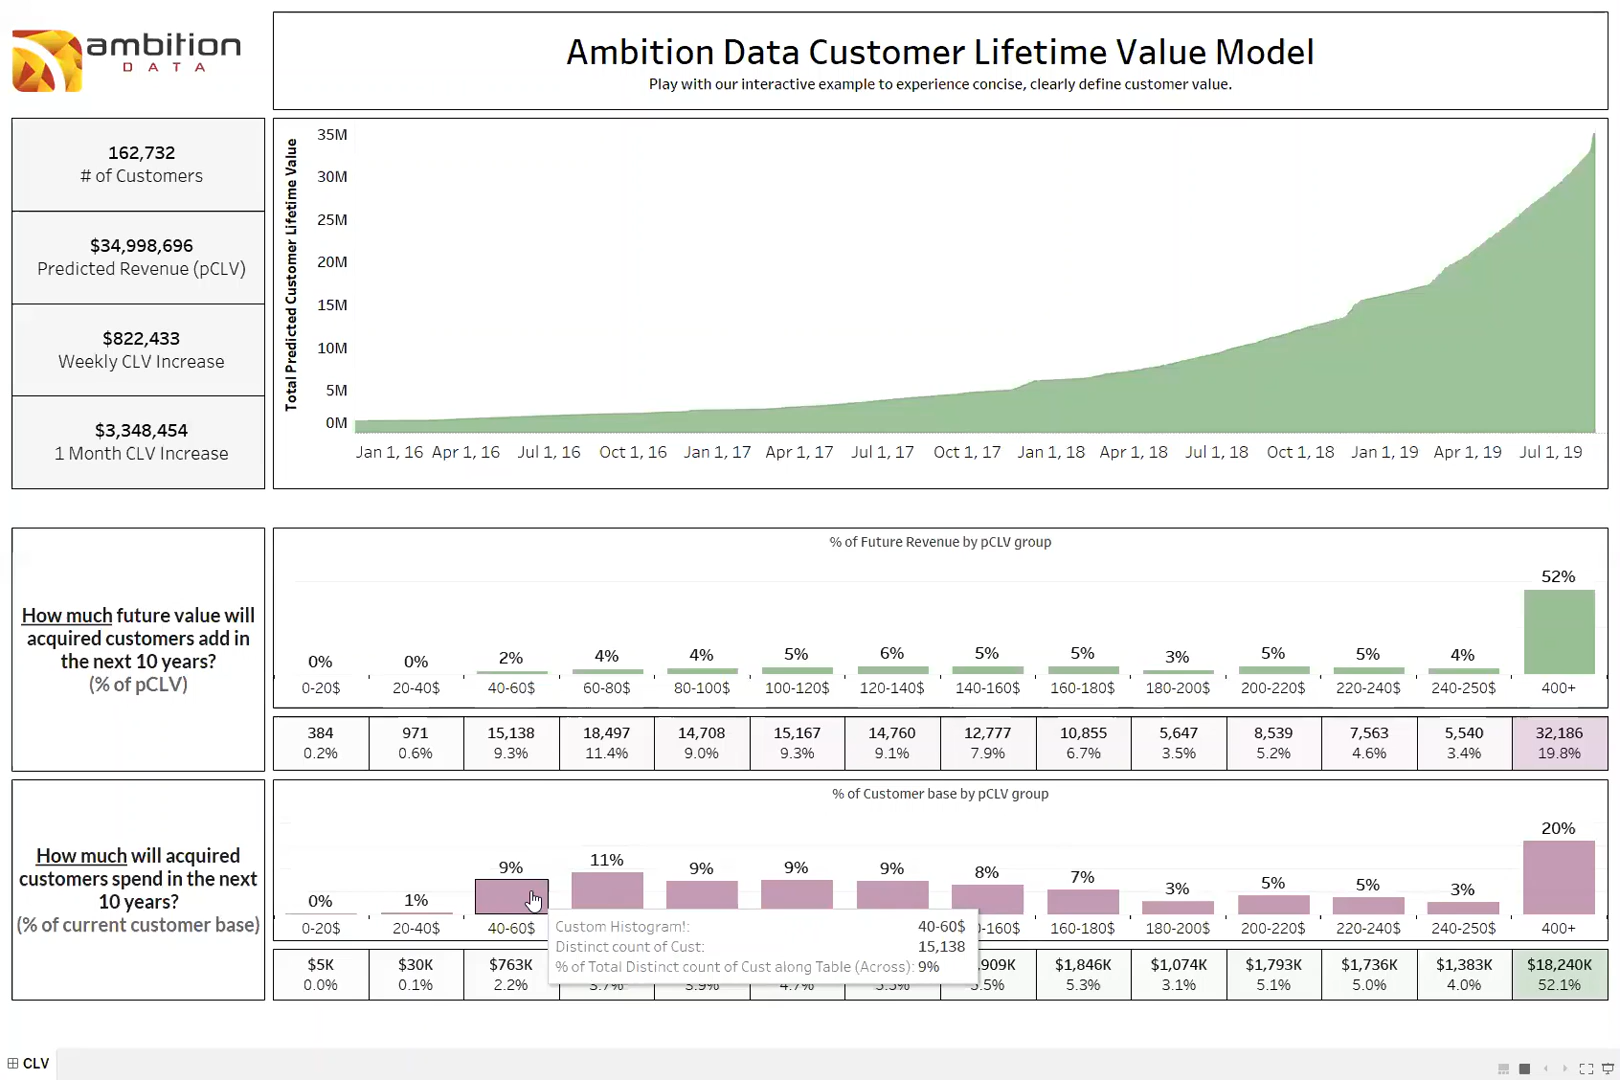 ambition
DATA
Ambition Data Customer Lifetime Value Model
Play with our interactive example to experience concise, clearly define customer value.
162,732
# of Customers
$34,998,696
Predicted Revenue (pCLV)
$822,433
Weekly CLV Increase
$3,348,454
1 Month CLV Increase
Total Predicted Customer Lifetime Value
35M
30M
25M
20M
15M
10M
5M
0M
Jan 1, 16 Apr 1, 16 Jul 1, 16 Oct 1, 16 Jan 1, 17 Apr 1, 17 Jul 1, 17 Oct 1, 17 Jan 1, 18 Apr 1, 18 Jul 1, 18 Oct 1, 18 Jan 1, 19 Apr 1, 19 Jul 1, 19
How much future value will
acquired customers add in
the next 10 years?
(% of pCLV)
% of Future Revenue by pCLV group
0% 0% 2% 4% 4% 5% 6% 5% 5% 3% 5% 5% 4% 52%
0-20$ 20-40$ 40-60$ 60-80$ 80-100$ 100-120$ 120-140$ 140-160$ 160-180$ 180-200$ 200-220$ 220-240$ 240-250$ 400+
384 971 15,138 18,497 14,708 15,167 14,760 12,777 10,855 5,647 8,539 7,563 5,540 32,186
0.2% 0.6% 9.3% 11.4% 9.0% 9.3% 9.1% 7.9% 6.7% 3.5% 5.2% 4.6% 3.4% 19.8%
How much will acquired
customers spend in the next
10 years?
(% of current customer base)
% of Customer base by pCLV group
0% 1% 9% 11% 9% 9% 9% 8% 7% 3% 5% 5% 3% 20%
0-20$ 20-40$ 40-60$ 160-180$ 180-200$ 200-220$ 220-240$ 240-250$ 400+
Custom Histogram!: 40-60$
Distinct count of Cust: 15,138
% of Total Distinct count of Cust along Table (Across): 9%
$5K $30K $763K $1,846K $1,074K $1,793K $1,736K $1,383K $18,240K
0.0% 0.1% 2.2% 5.3% 3.1% 5.1% 5.0% 4.0% 52.1%
CLV